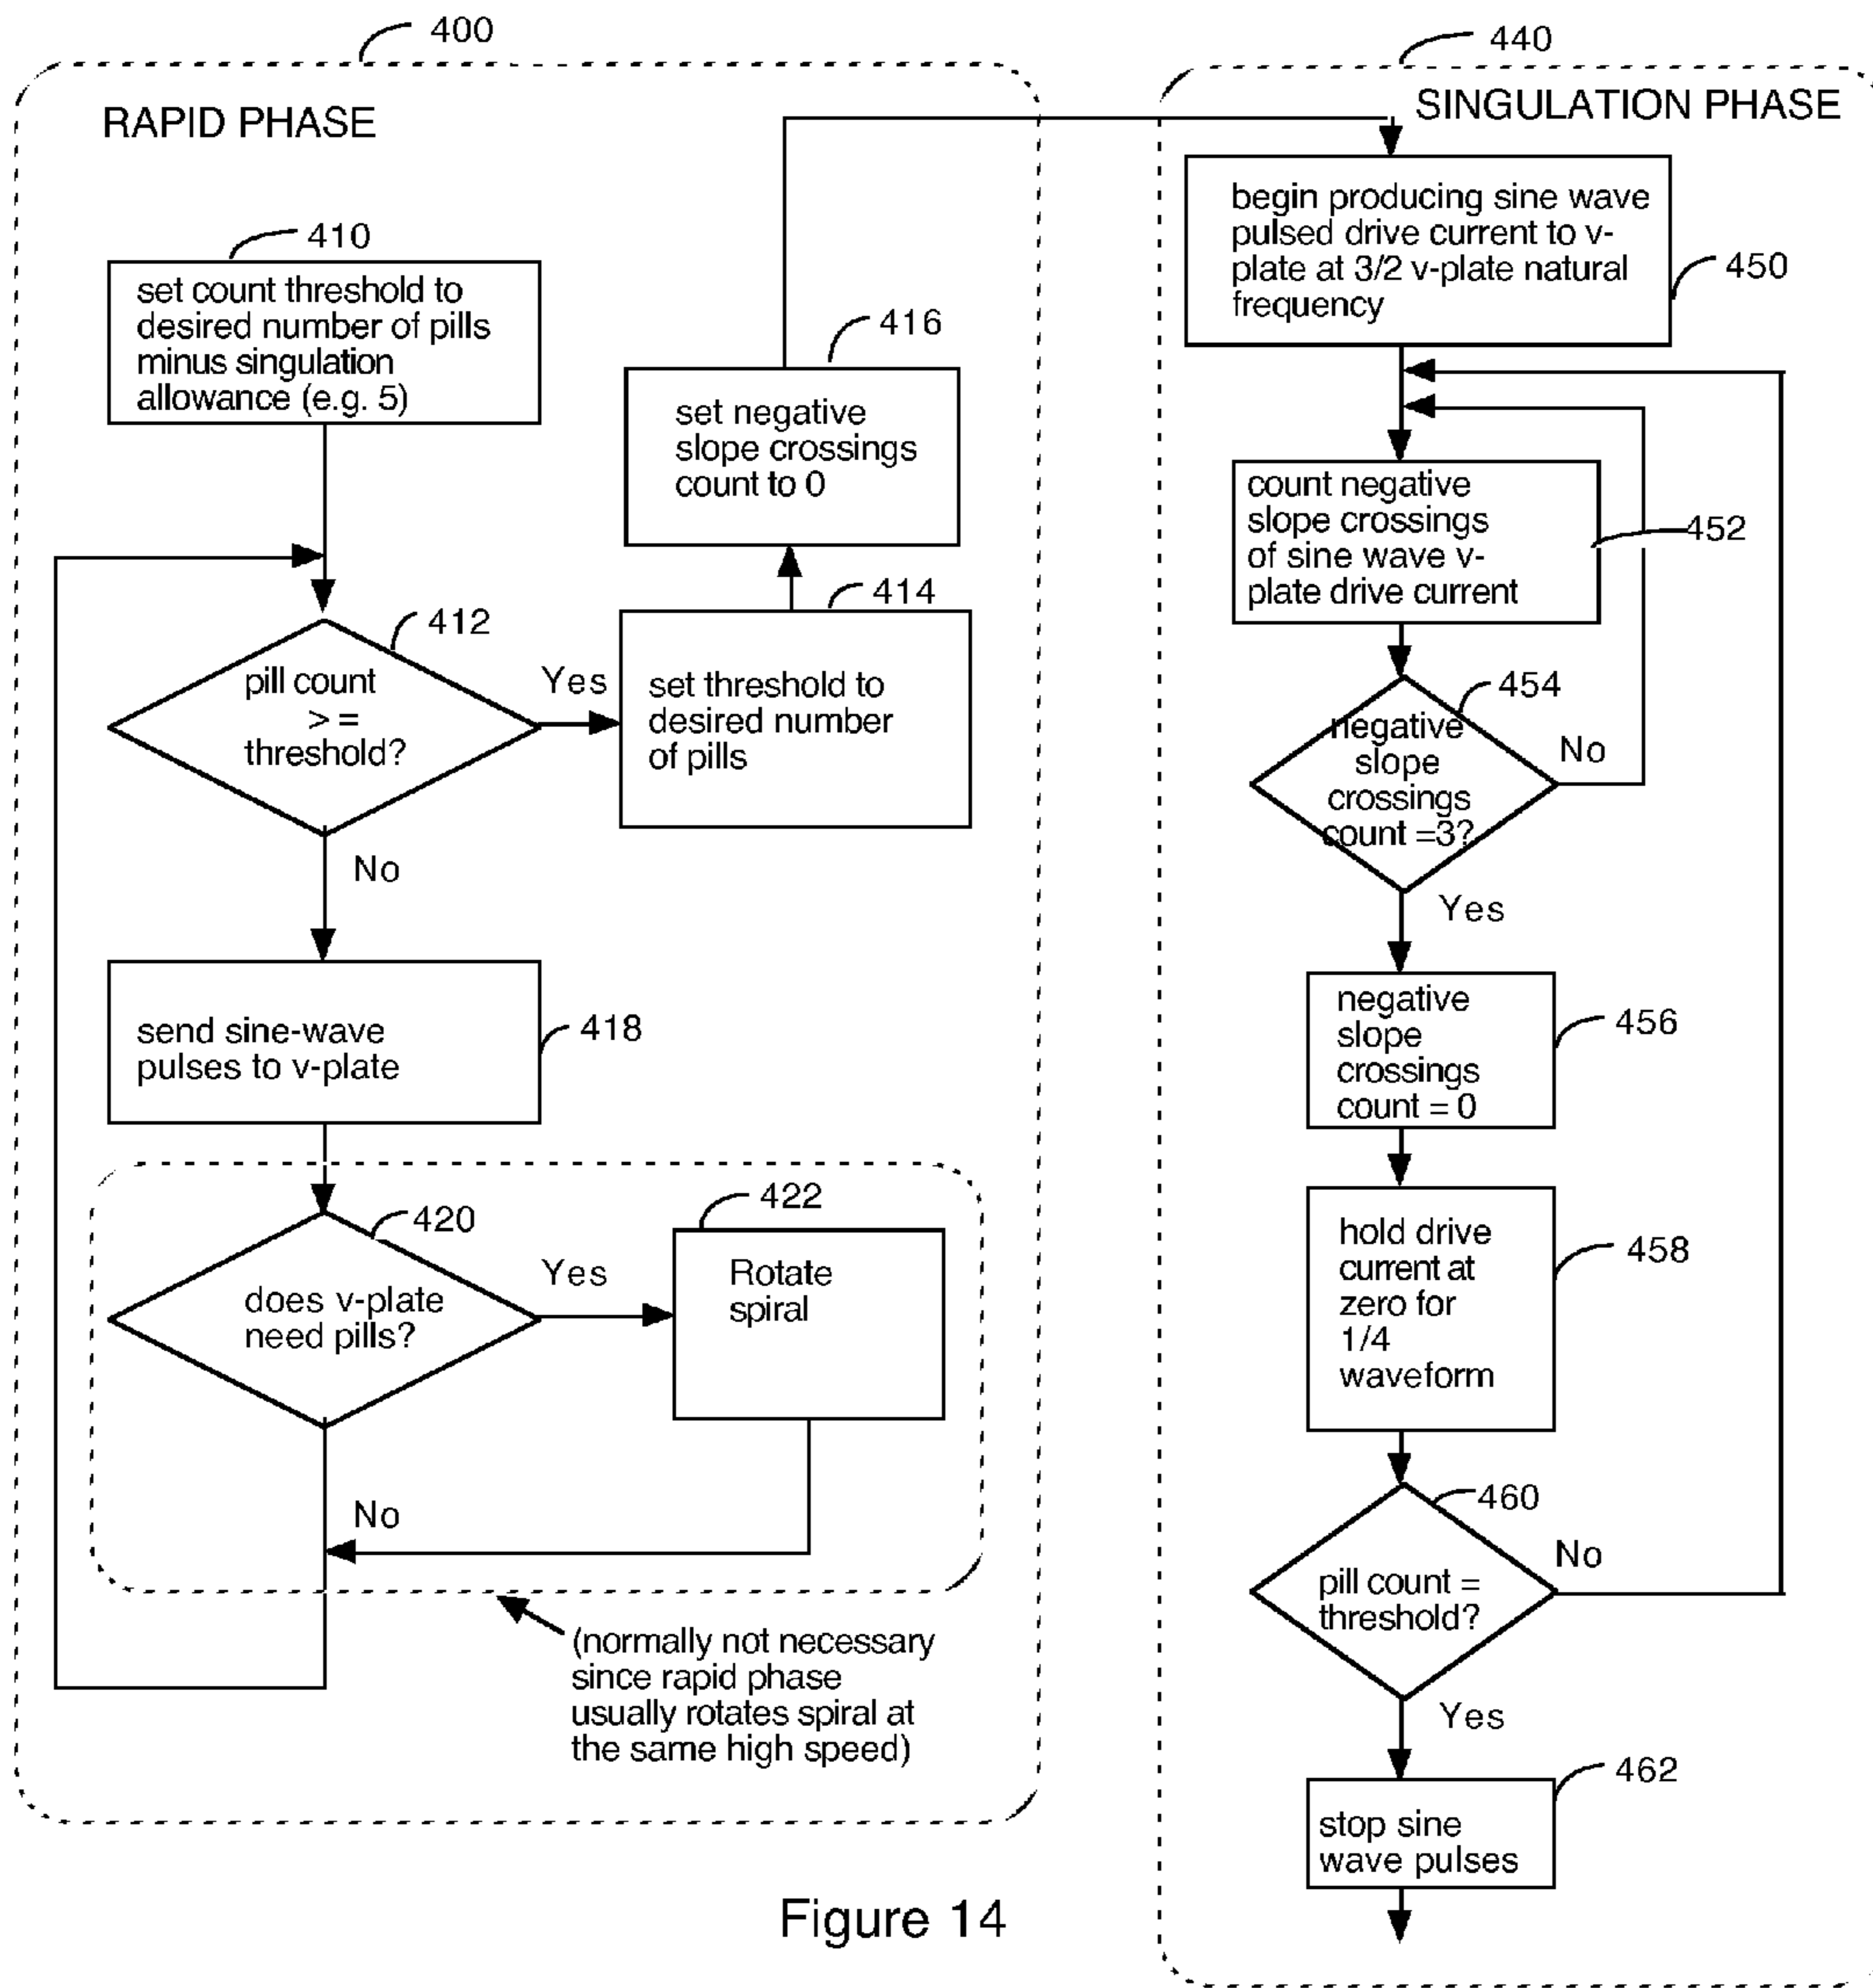 400
RAPID PHASE
410
set count threshold to
desired number of pills
minus singulation
allowance (e.g. 5)
412
pill count
> =
threshold?
Yes
No
414
set threshold to
desired number
of pills
416
set negative
slope crossings
count to 0
send sine-wave
pulses to v-plate
418
420
does v-plate
need pills?
Yes
No
422
Rotate
spiral
(normally not necessary
since rapid phase
usually rotates spiral at
the same high speed)
440
SINGULATION PHASE
begin producing sine wave
pulsed drive current to v-
plate at 3/2 v-plate natural
frequency
450
count negative
slope crossings
of sine wave v-
plate drive current
452
454
negative
slope
crossings
count =3?
No
Yes
negative
slope
crossings
count = 0
456
hold drive
current at
zero for
1/4
waveform
458
460
pill count =
threshold?
No
Yes
462
stop sine
wave pulses
Figure 14